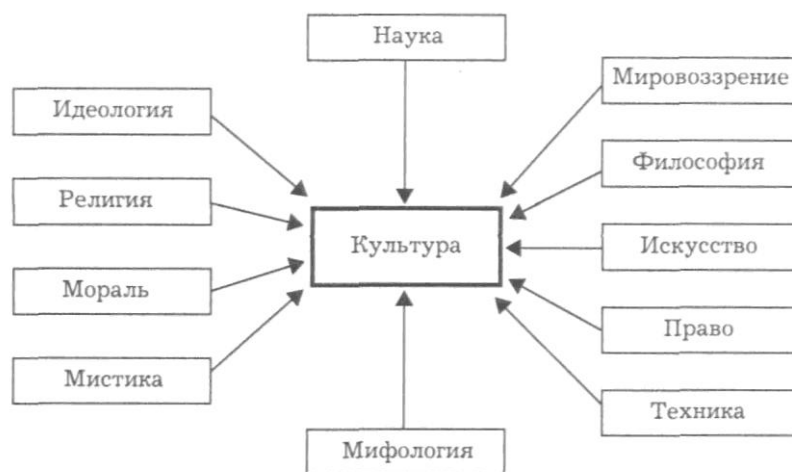 Наука
Мировоззрение
Идеология
Философия
Религия
Культура
Искусство
Мораль
Право
Мистика
Техника
Мифология